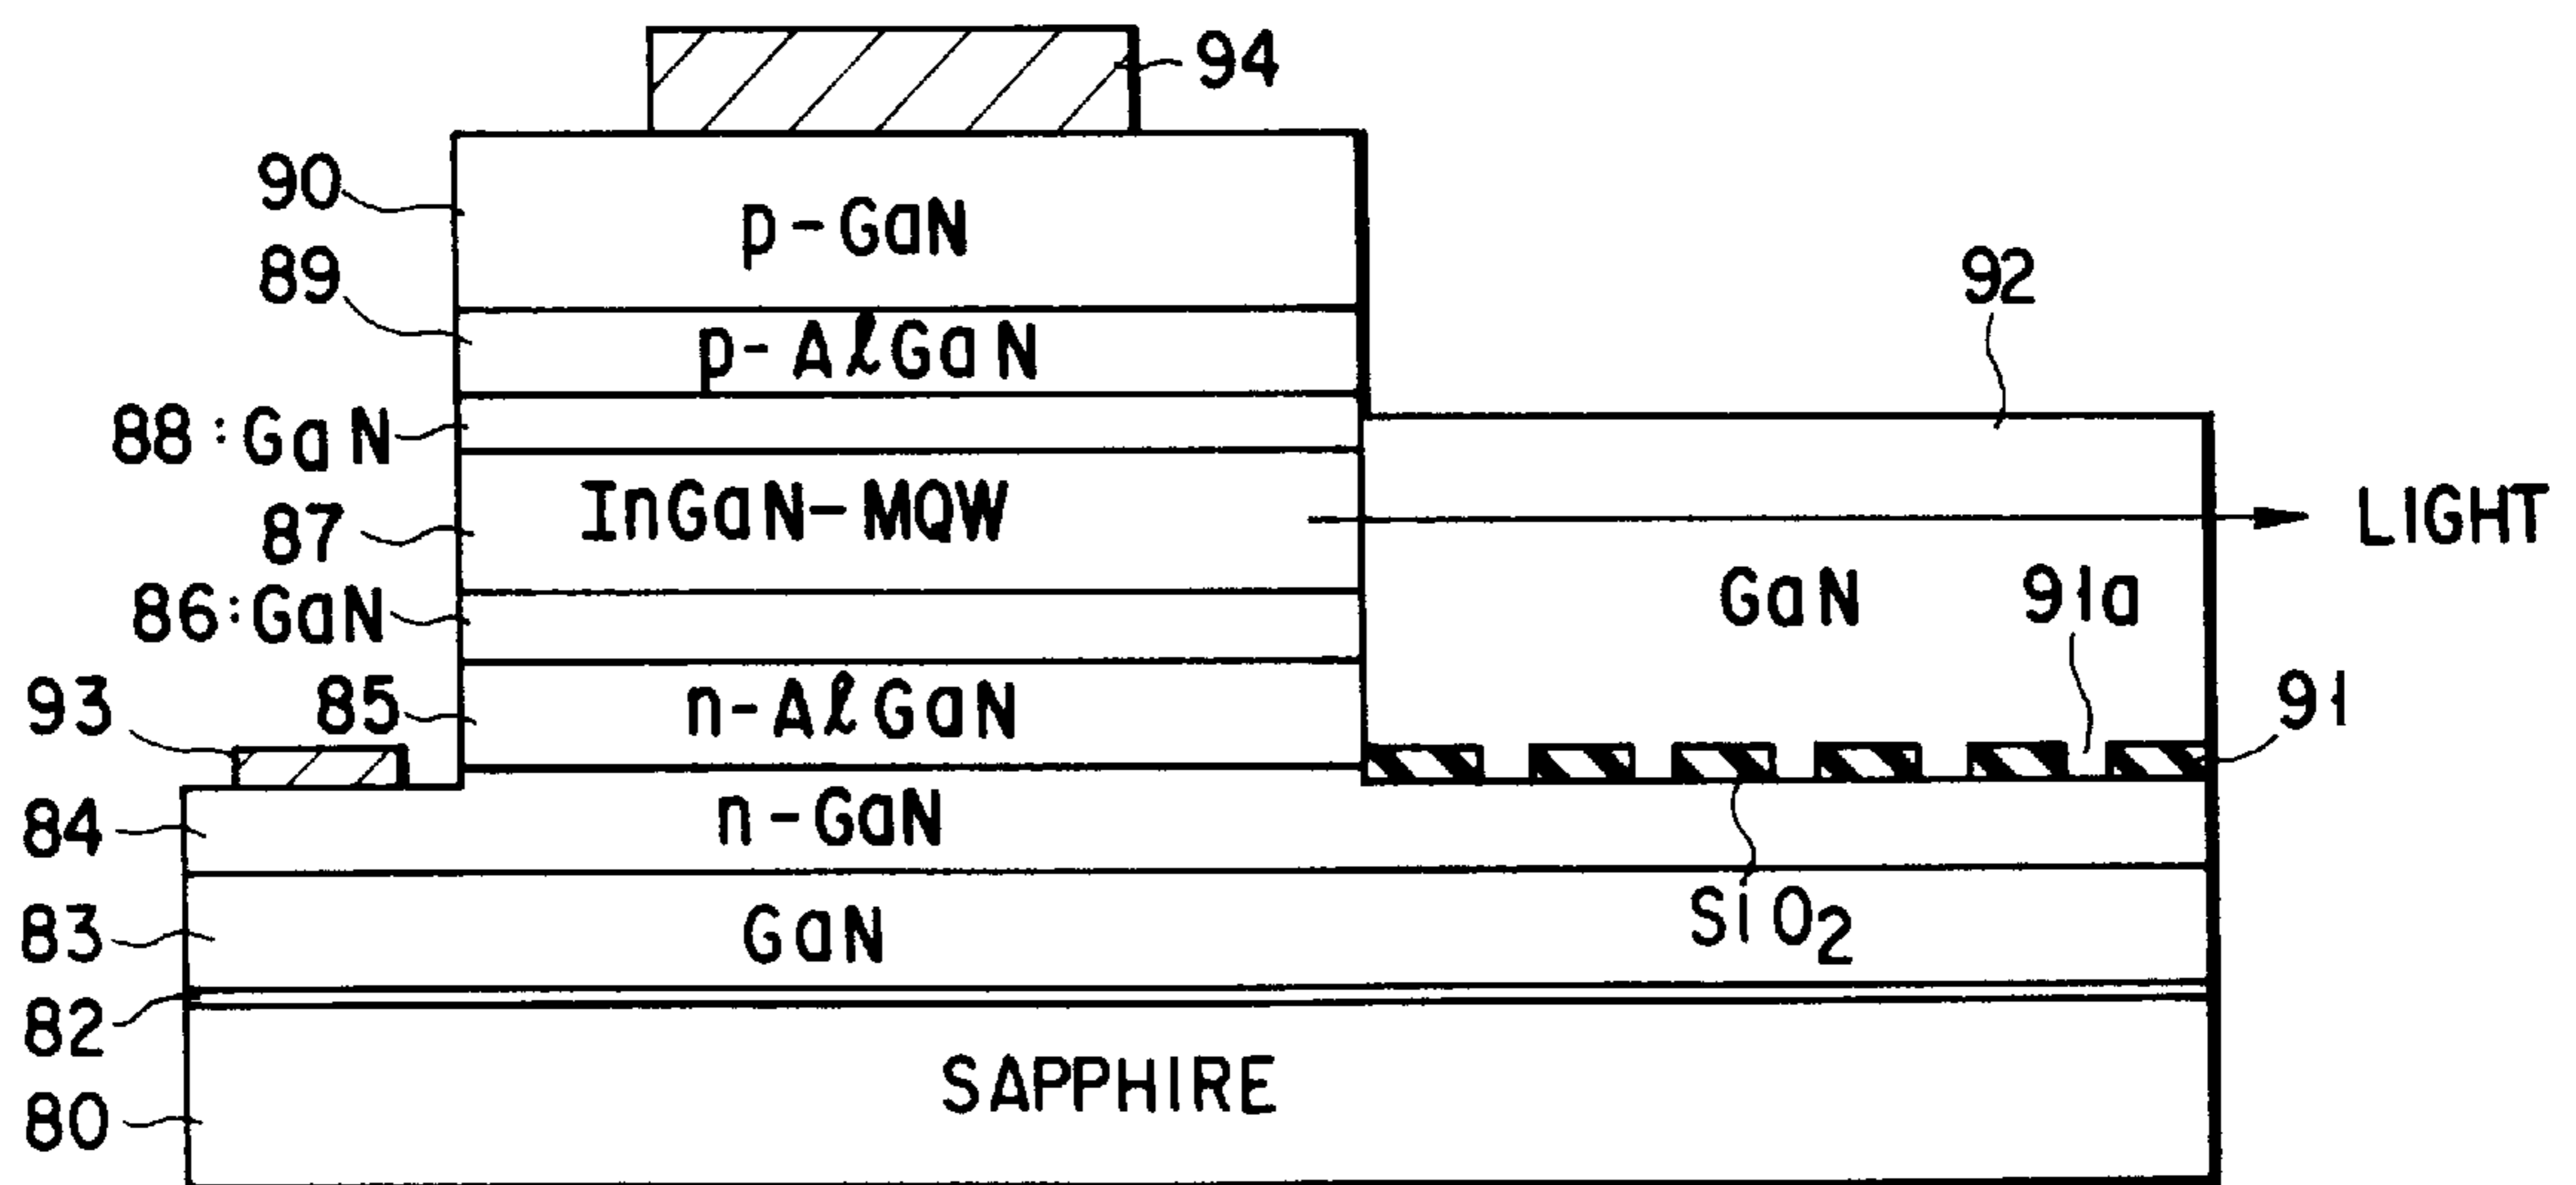 94
90
p-GaN
89
p-AlGaN
92
88:GaN
InGaN-MQW
87
LIGHT
GaN
91a
86:GaN
93
85
n-AlGaN
91
84
n-GaN
83
GaN
SiO2
82
SAPPHIRE
80